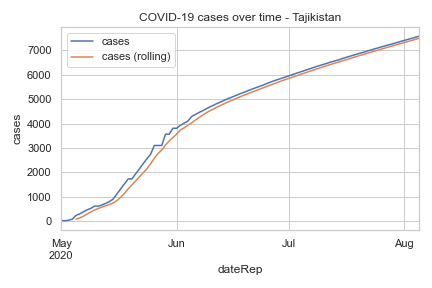 COVID-19 cases over time - Tajikistan
cases
cases (rolling)
7000
6000
5000
4000
3000
2000
1000
0
cases
May
2020
Jun
Jul
Aug
dateRep